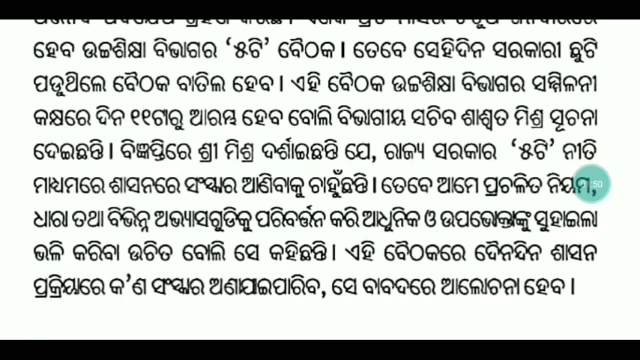 ହେବ ଉଚ୍ଚଶିକ୍ଷା ବିଭାଗର ‘୫ଟି’ ବୈଠକ। ତେବେ ସେହିଦିନ ସରକାରୀ ଛୁଟି
ପଡୁଥିଲେ ବୈଠକ ବାତିଲ ହେବ। ଏହି ବୈଠକ ଉଚ୍ଚଶିକ୍ଷା ବିଭାଗର ସମ୍ମିଳନୀ
କକ୍ଷରେ ଦିନ ୧୧ଟାରୁ ଆରମ୍ଭ ହେବ ବୋଲି ବିଭାଗୀୟ ସଚିବ ଶାଶ୍ୱତ ମିଶ୍ର ସୂଚନା
ଦେଇଛନ୍ତି। ବିଜ୍ଞପ୍ତିରେ ଶ୍ରୀ ମିଶ୍ର ଦର୍ଶାଇଛନ୍ତି ଯେ, ରାଜ୍ୟ ସରକାର ‘୫ଟି’ ନୀତି
ମାଧ୍ୟମରେ ଶାସନରେ ସଂସ୍କାର ଆଣିବାକୁ ଚାହୁଁଛନ୍ତି। ତେବେ ଆମେ ପ୍ରଚଳିତ ନିୟମ,
ଧାରା ତଥା ବିଭିନ୍ନ ଅଭ୍ୟାସଗୁଡିକୁ ପରିବର୍ତ୍ତନ କରି ଆଧୁନିକ ଓ ଉପଭୋକ୍ତାଙ୍କୁ ସୁହାଇଲା
ଭଳି କରିବା ଉଚିତ ବୋଲି ସେ କହିଛନ୍ତି। ଏହି ବୈଠକରେ ଦୈନନ୍ଦିନ ଶାସନ
ପ୍ରକ୍ରିୟାରେ କ’ଣ ସଂସ୍କାର ଅଣାଯାଇପାରିବ, ସେ ବାବଦରେ ଆଲୋଚନା ହେବ।